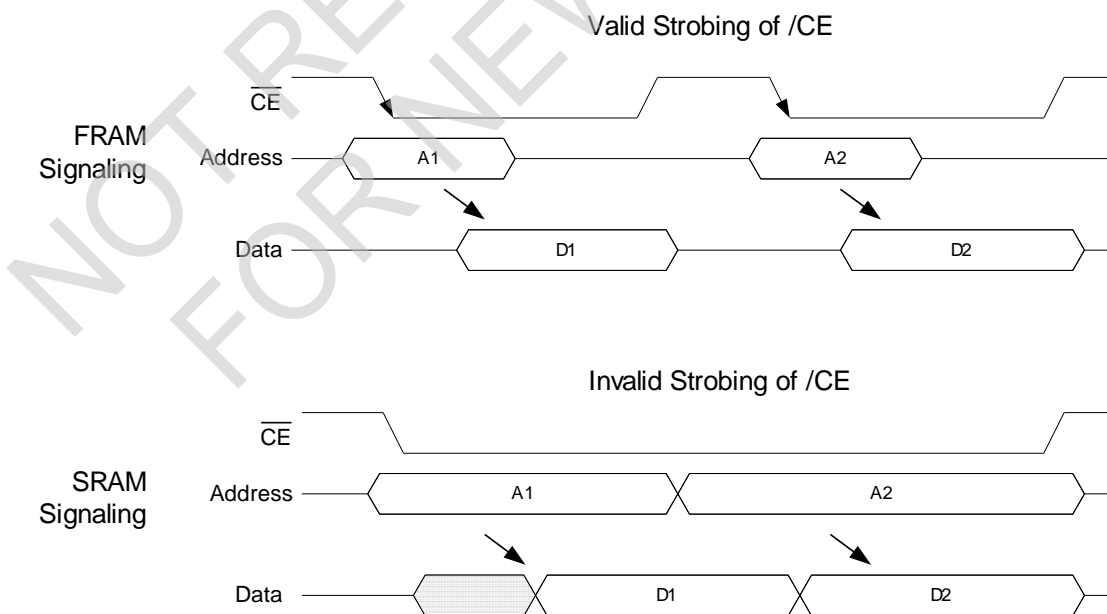 Valid Strobing of /CE
CE
FRAM
Signaling
Address
A1
A2
Data
D1
D2
Invalid Strobing of /CE
CE
SRAM
Signaling
Address
A1
A2
Data
D1
D2
NOT RE
FOR NEW